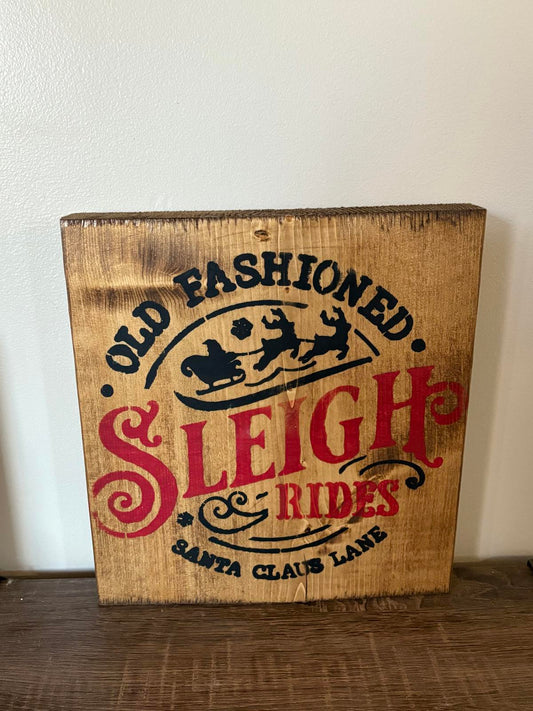 OLD FASHIONED
SLEIGH
RIDES
SANTA CLAUS LANE